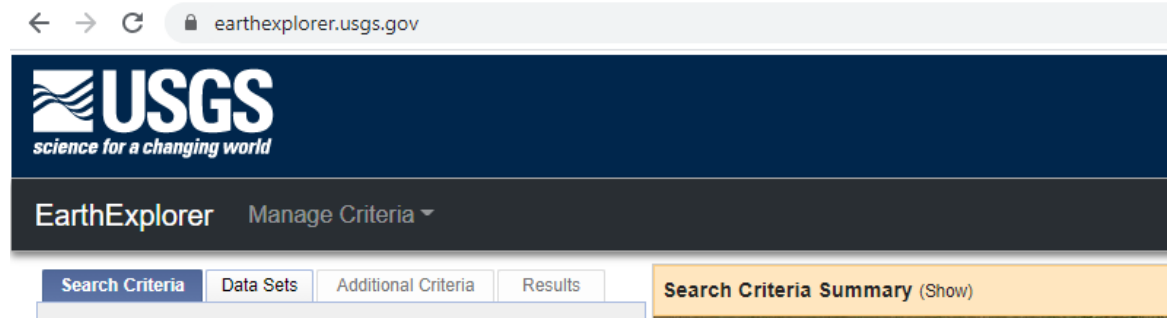 earthexplorer.usgs.gov
USGS
science for a changing world
EarthExplorer Manage Criteria
Search Criteria Data Sets Additional Criteria Results
Search Criteria Summary (Show)